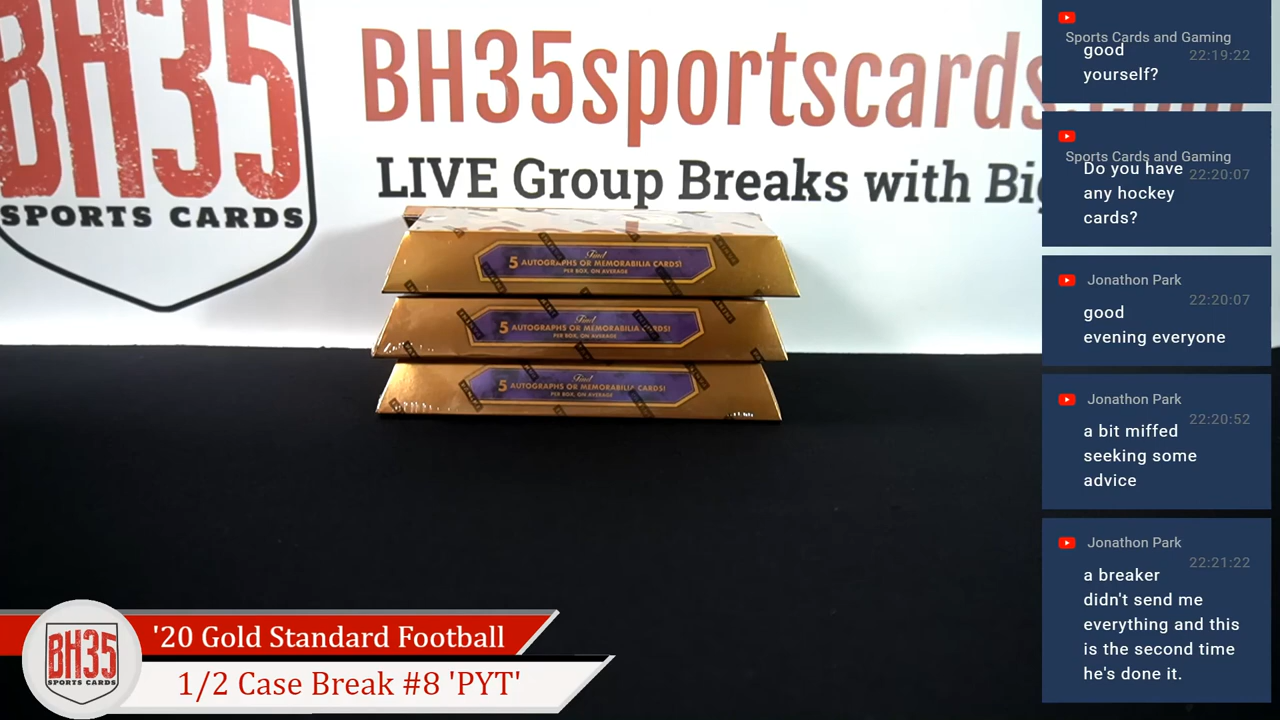 BH35
SPORTS CARDS
BH35sportscards.com
LIVE Group Breaks with Big
Find
5 AUTOGRAPHS OR MEMORABILIA CARDS!
PER BOX, ON AVERAGE
Find
5 AUTOGRAPHS OR MEMORABILIA CARDS!
PER BOX, ON AVERAGE
Find
5 AUTOGRAPHS OR MEMORABILIA CARDS!
PER BOX, ON AVERAGE
BH35
SPORTS CARDS
'20 Gold Standard Football
1/2 Case Break #8 'PYT'
Sports Cards and Gaming
22:19:22
good
yourself?
Sports Cards and Gaming
22:20:07
Do you have
any hockey
cards?
Jonathon Park
22:20:07
good
evening everyone
Jonathon Park
22:20:52
a bit miffed
seeking some
advice
Jonathon Park
22:21:22
a breaker
didn't send me
everything and this
is the second time
he's done it.